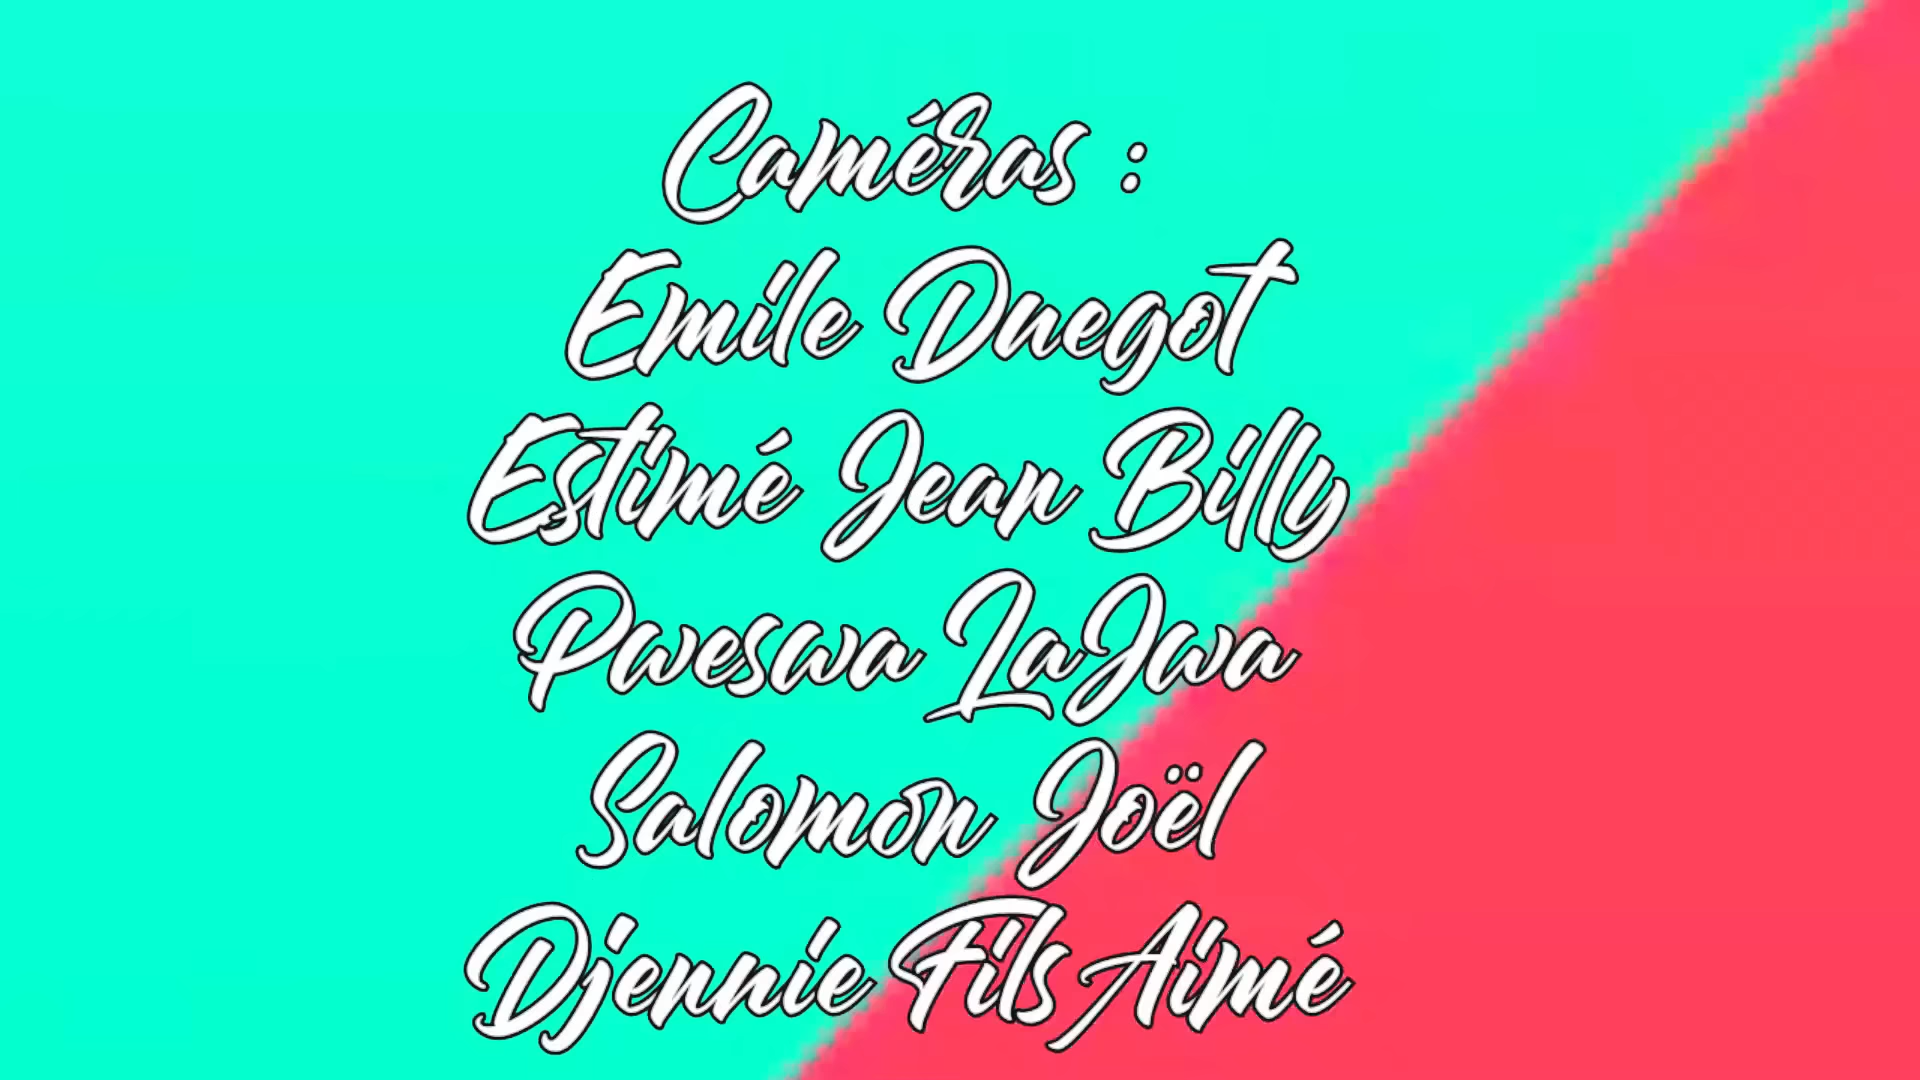 Caméras :
Emile Duegot
Estimé Jean Billy
Pweswa LaJwa
Salomon Joël
Djennie Fils Aimé